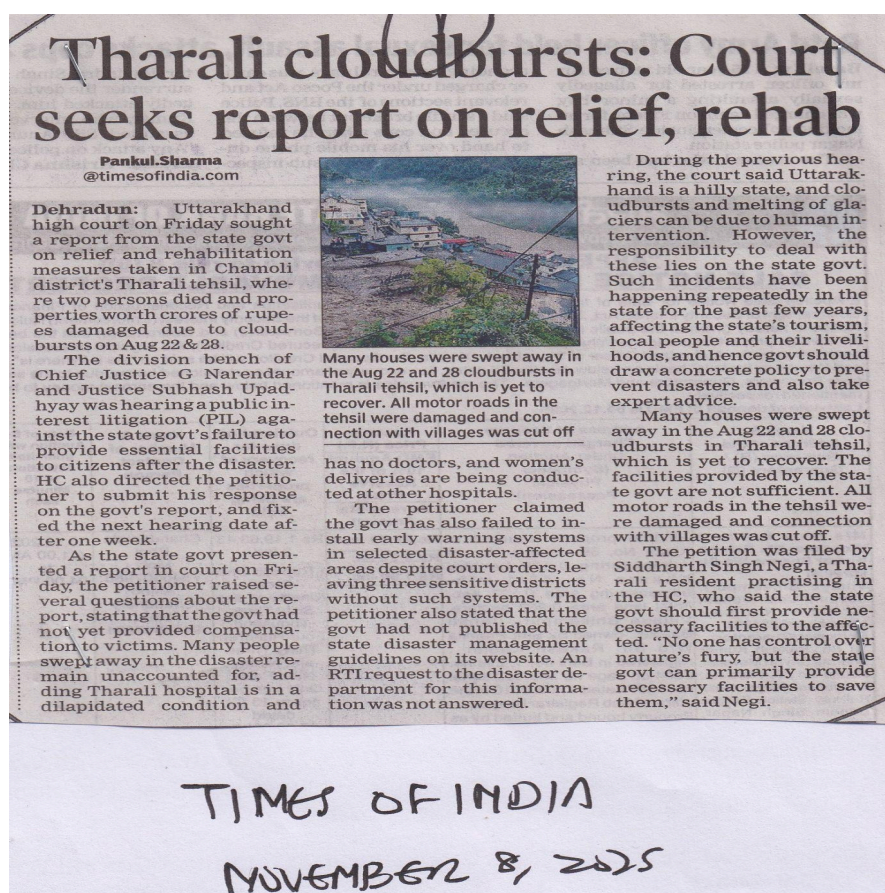 Tharali cloudbursts: Court
seeks report on relief, rehab
Pankul.Sharma
@timesofindia.com
Dehradun: Uttarakhand
high court on Friday sought
a report from the state govt
on relief and rehabilitation
measures taken in Chamoli
district's Tharali tehsil, whe-
re two persons died and pro-
perties worth crores of rupe-
es damaged due to cloud-
bursts on Aug 22 & 28.
The division bench of
Chief Justice G Narendar
and Justice Subhash Upad-
hyay was hearing a public in-
terest litigation (PIL) aga-
inst the state govt's failure to
provide essential facilities
to citizens after the disaster.
HC also directed the petitio-
ner to submit his response
on the govt's report, and fix-
ed the next hearing date af-
ter one week.
As the state govt presen-
ted a report in court on Fri-
day, the petitioner raised se-
veral questions about the re-
port, stating that the govt had
not yet provided compensa-
tion to victims. Many people
swept away in the disaster re-
main unaccounted for, ad-
ding Tharali hospital is in a
dilapidated condition and
Many houses were swept away in
the Aug 22 and 28 cloudbursts in
Tharali tehsil, which is yet to
recover. All motor roads in the
tehsil were damaged and con-
nection with villages was cut off
has no doctors, and women's
deliveries are being conduc-
ted at other hospitals.
The petitioner claimed
the govt has also failed to in-
stall early warning systems
in selected disaster-affected
areas despite court orders, le-
aving three sensitive districts
without such systems. The
petitioner also stated that the
govt had not published the
state disaster management
guidelines on its website. An
RTI request to the disaster de-
partment for this informa-
tion was not answered.
During the previous hea-
ring, the court said Uttarak-
hand is a hilly state, and clo-
udbursts and melting of gla-
ciers can be due to human in-
tervention. However, the
responsibility to deal with
these lies on the state govt.
Such incidents have been
happening repeatedly in the
state for the past few years,
affecting the state's tourism,
local people and their liveli-
hoods, and hence govt should
draw a concrete policy to pre-
vent disasters and also take
expert advice.
Many houses were swept
away in the Aug 22 and 28 clo-
udbursts in Tharali tehsil,
which is yet to recover. The
facilities provided by the sta-
te govt are not sufficient. All
motor roads in the tehsil we-
re damaged and connection
with villages was cut off.
The petition was filed by
Siddharth Singh Negi, a Tha-
rali resident practising in
the HC, who said the state
govt should first provide ne-
cessary facilities to the affec-
ted. “No one has control over
nature's fury, but the state
govt can primarily provide
necessary facilities to save
them,” said Negi.
TIMES OF INDIA
NOVEMBER 8, 2025